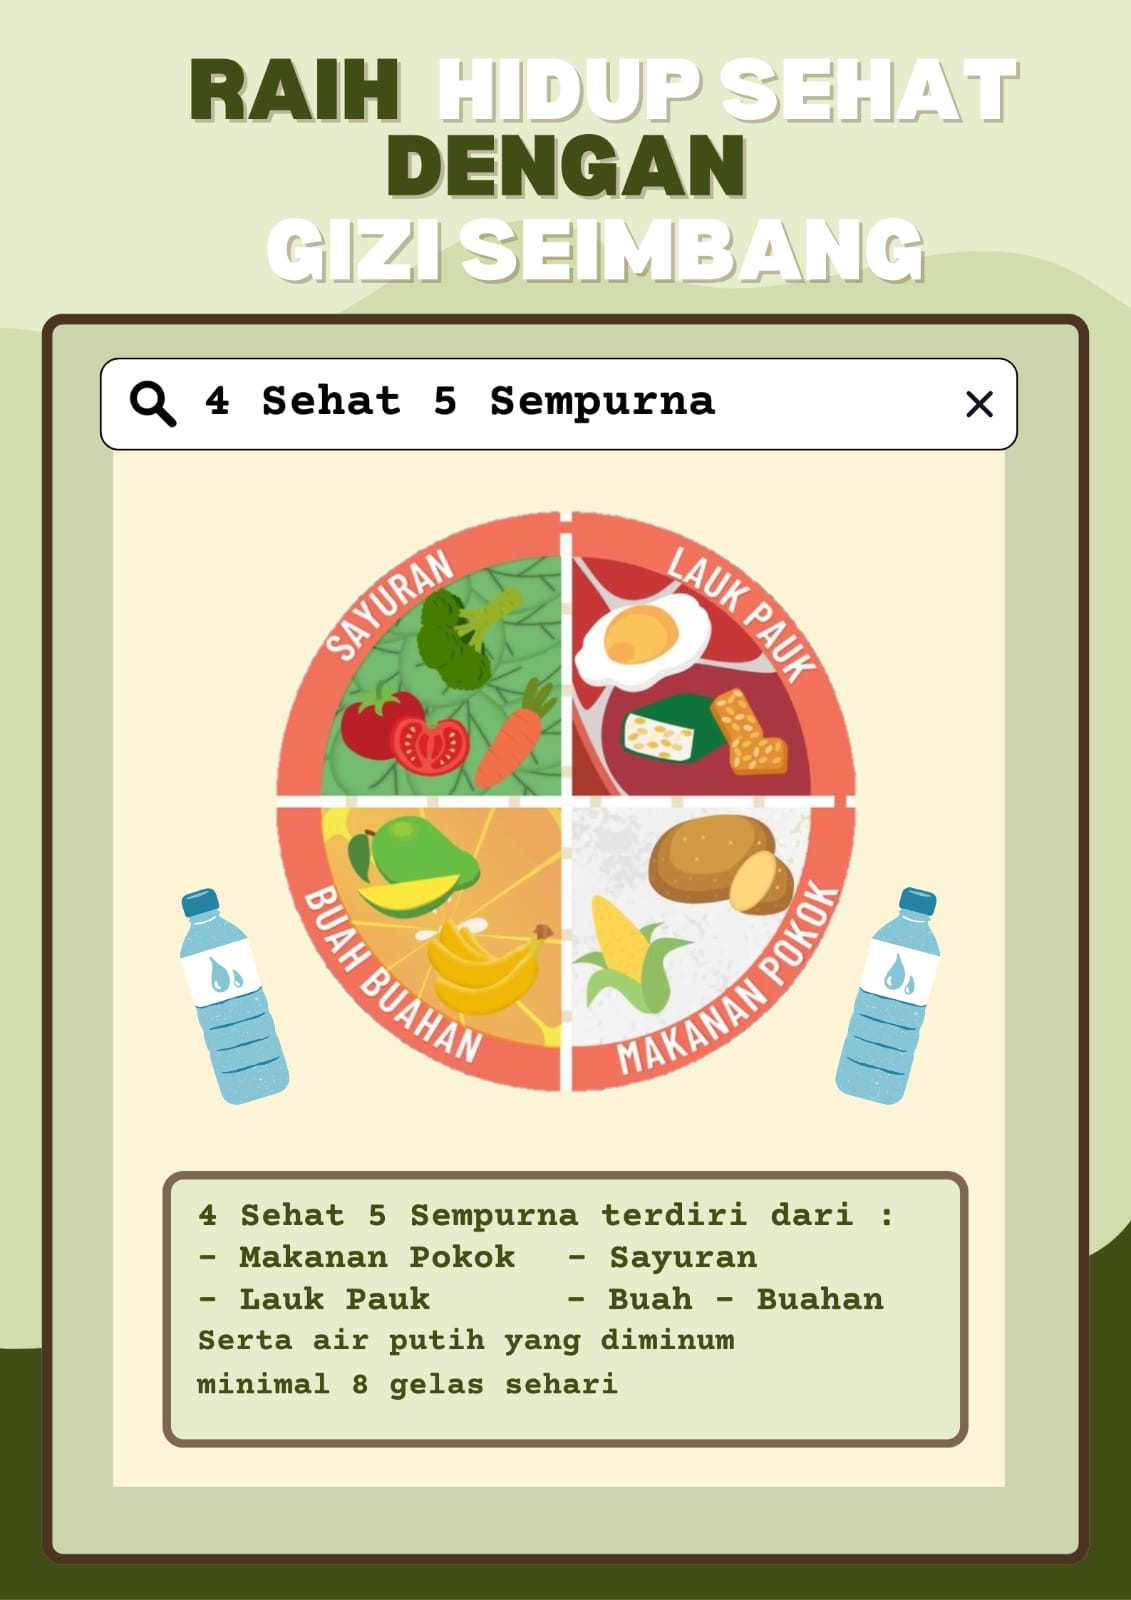 RAIH HIDUP SEHAT
DENGAN
GIZI SEIMBANG
4 Sehat 5 Sempurna
SAYURAN
LAUK PAUK
BUAH BUAHAN
MAKANAN POKOK
4 Sehat 5 Sempurna terdiri dari :
- Makanan Pokok - Sayuran
- Lauk Pauk - Buah - Buahan
Serta air putih yang diminum
minimal 8 gelas sehari